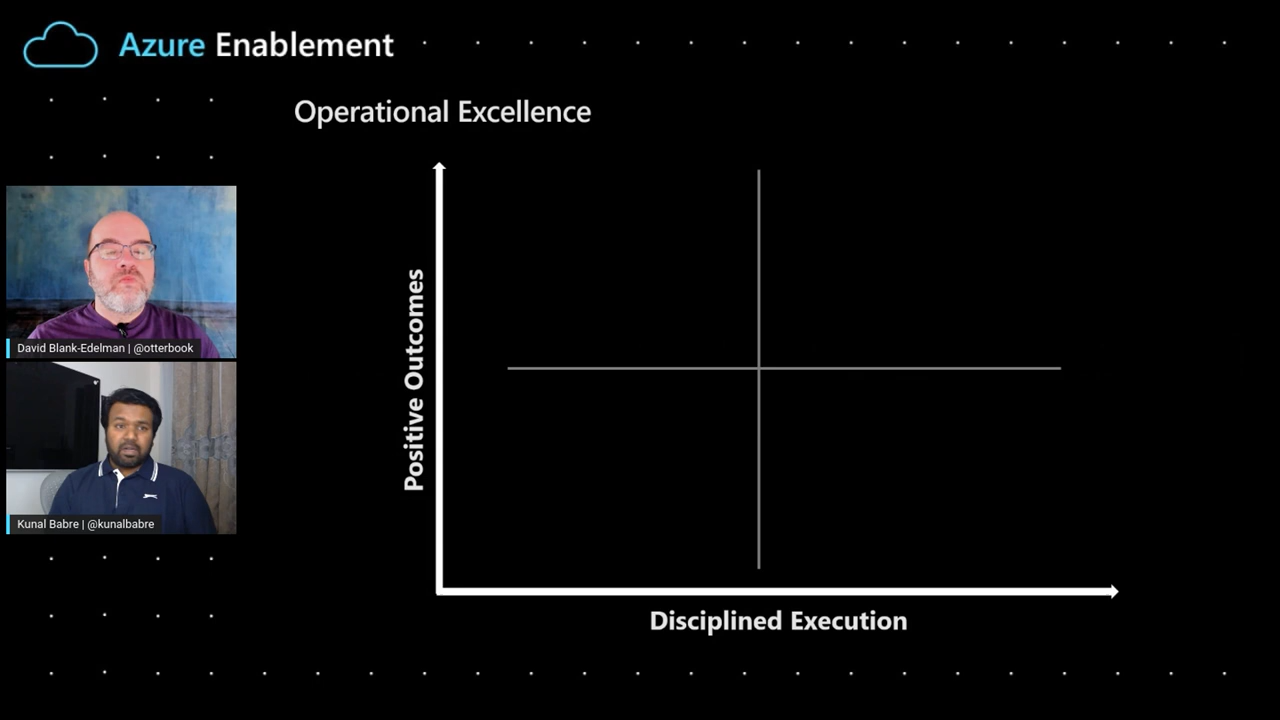 Azure Enablement
Operational Excellence
David Blank-Edelman | @otterbook
Kunal Babre | @kunalbabre
Positive Outcomes
Disciplined Execution